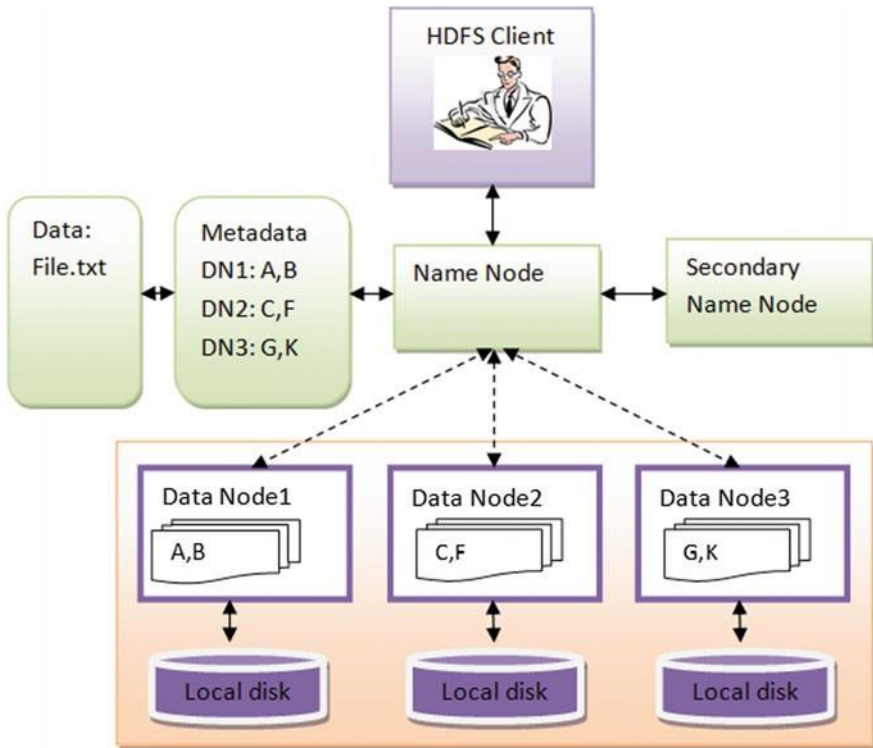 HDFS Client
Data:
File.txt
Metadata
DN1: A,B
DN2: C,F
DN3: G,K
Name Node
Secondary
Name Node
Data Node1
A,B
Data Node2
C,F
Data Node3
G,K
Local disk
Local disk
Local disk